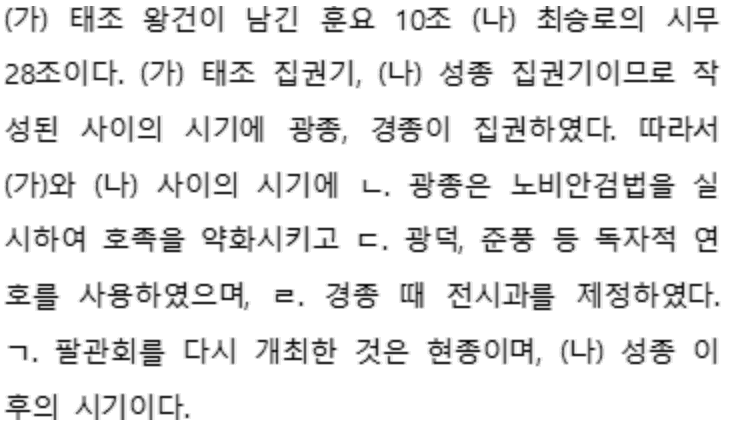 (가) 태조 왕건이 남긴 훈요 10조 (나) 최승로의 시무
28조이다. (가) 태조 집권기, (나) 성종 집권기이므로 작
성된 사이의 시기에 광종, 경종이 집권하였다. 따라서
(가)와 (나) 사이의 시기에 ㄴ. 광종은 노비안검법을 실
시하여 호족을 약화시키고 ㄷ. 광덕, 준풍 등 독자적 연
호를 사용하였으며, ㄹ. 경종 때 전시과를 제정하였다.
ㄱ. 팔관회를 다시 개최한 것은 현종이며, (나) 성종 이
후의 시기이다.